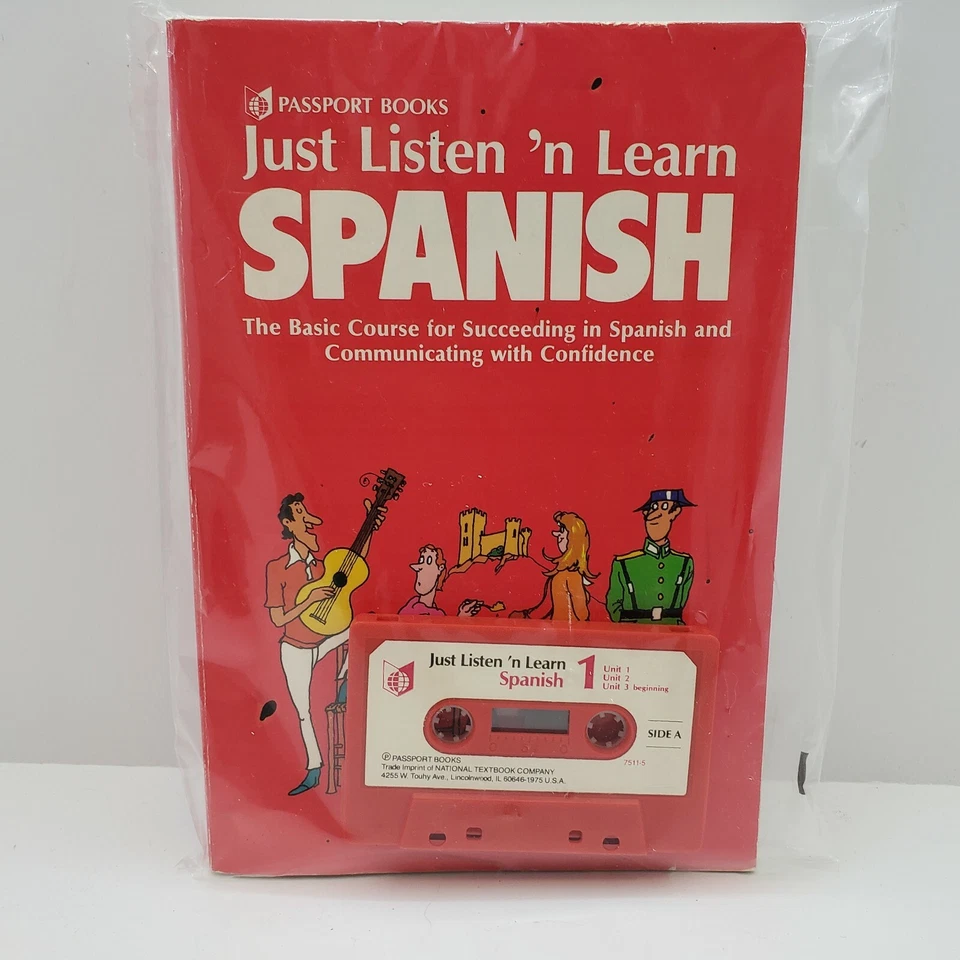 PASSPORT BOOKS
Just Listen 'n Learn
SPANISH
The Basic Course for Succeeding in Spanish and
Communicating with Confidence
Just Listen 'n Learn
Spanish
1
Unit 1
Unit 2
Unit 3 beginning
SIDE A
7511-5
Ⓟ PASSPORT BOOKS
Trade Imprint of NATIONAL TEXTBOOK COMPANY
4255 W. Touhy Ave., Lincolnwood, IL 60646-1975 U.S.A.